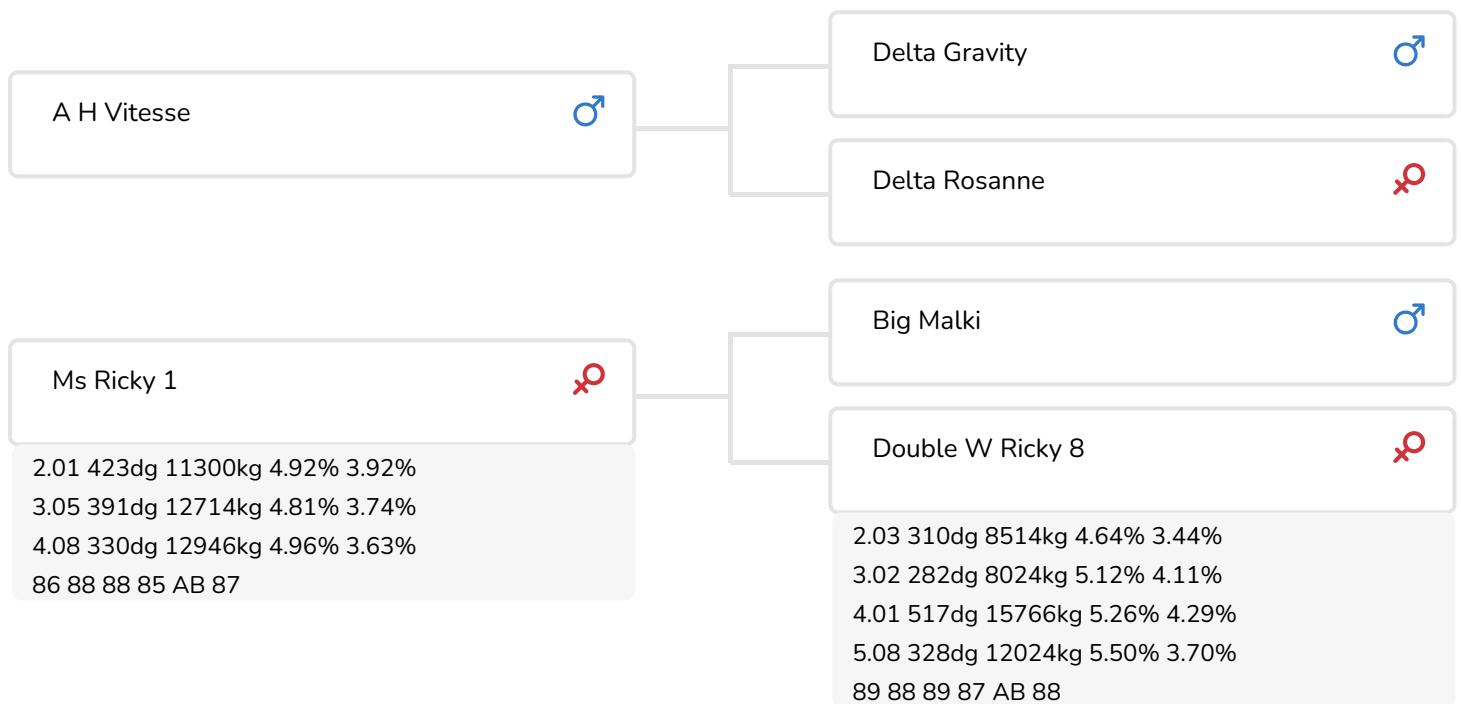 A H Vitesse
Delta Gravity
Delta Rosanne
Ms Ricky 1
2.01 423dg 11300kg 4.92% 3.92%
3.05 391dg 12714kg 4.81% 3.74%
4.08 330dg 12946kg 4.96% 3.63%
86 88 88 85 AB 87
Big Malki
Double W Ricky 8
2.03 310dg 8514kg 4.64% 3.44%
3.02 282dg 8024kg 5.12% 4.11%
4.01 517dg 15766kg 5.26% 4.29%
5.08 328dg 12024kg 5.50% 3.70%
89 88 89 87 AB 88